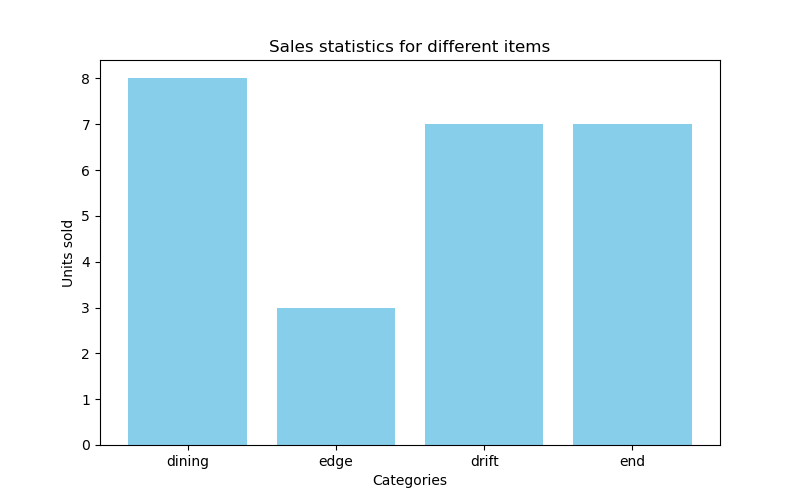 Sales statistics for different items
8
7
6
5
4
3
2
1
0
Units sold
dining edge drift end
Categories